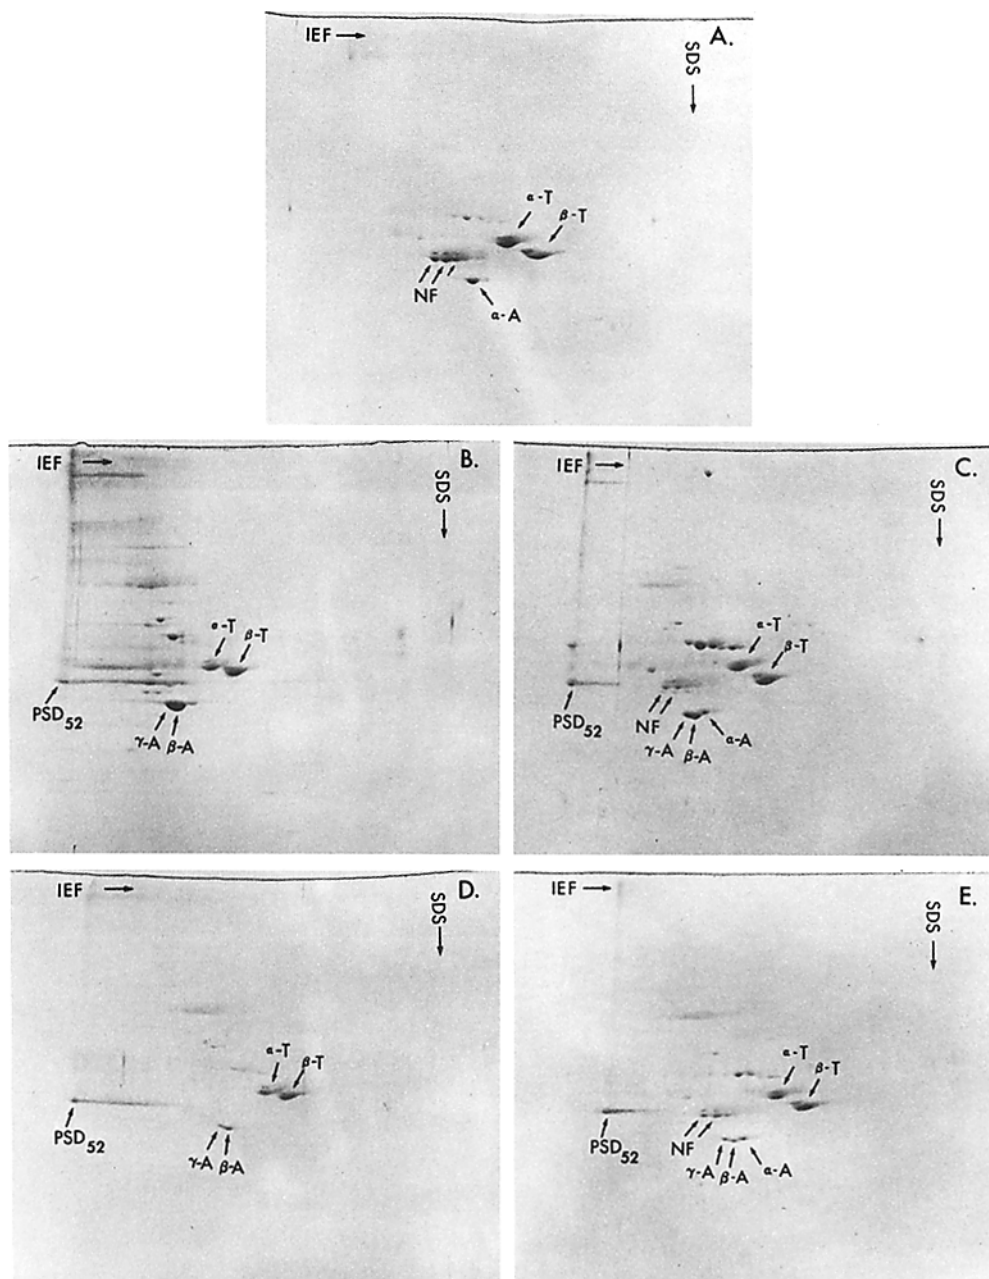 IEF → A.
SDS →
α-T
β-T
NF
α-A
IEF → B.
SDS →
α-T
β-T
PSD52
γ-A β-A
IEF → C.
SDS →
α-T
β-T
PSD52
NF
γ-A
β-A
α-A
IEF → D.
SDS →
α-T
β-T
PSD52
γ-A β-A
IEF → E.
SDS →
α-T
β-T
PSD52
NF
γ-A
β-A
α-A